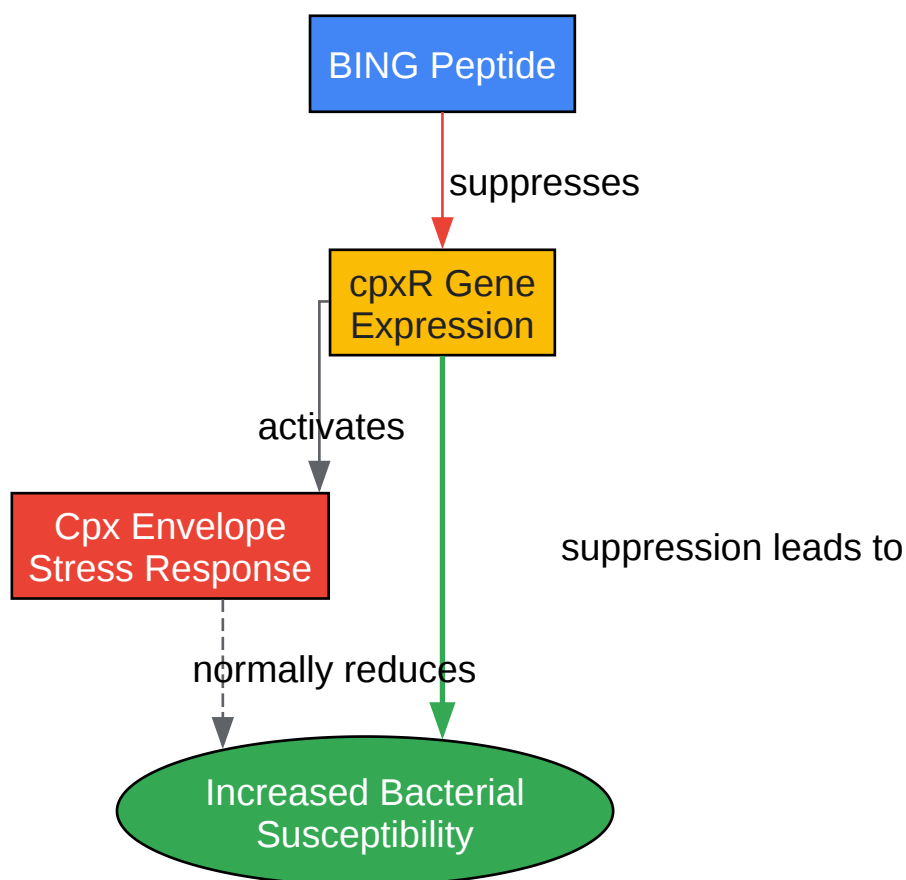 BING Peptide
suppresses
cpxR Gene
Expression
activates
Cpx Envelope
Stress Response
suppression leads to
normally reduces
Increased Bacterial
Susceptibility